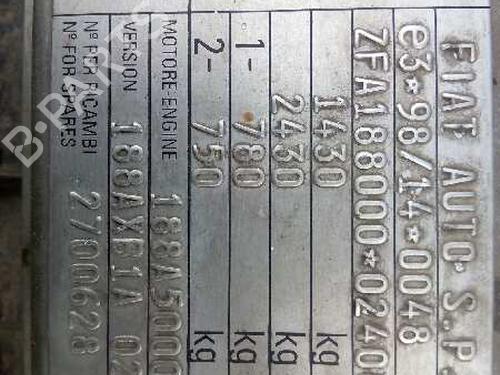 FIAT AUTO S.P.
e3*98/14*0048
ZFA188000*0240
1430 kg
2430 kg
1- 780 kg
2- 750 kg
MOTORE-ENGINE 188A5000
VERSION 188AXB1A 02
Nº PER RICAMBI
Nº FOR SPARES 2700628
B-PARTS